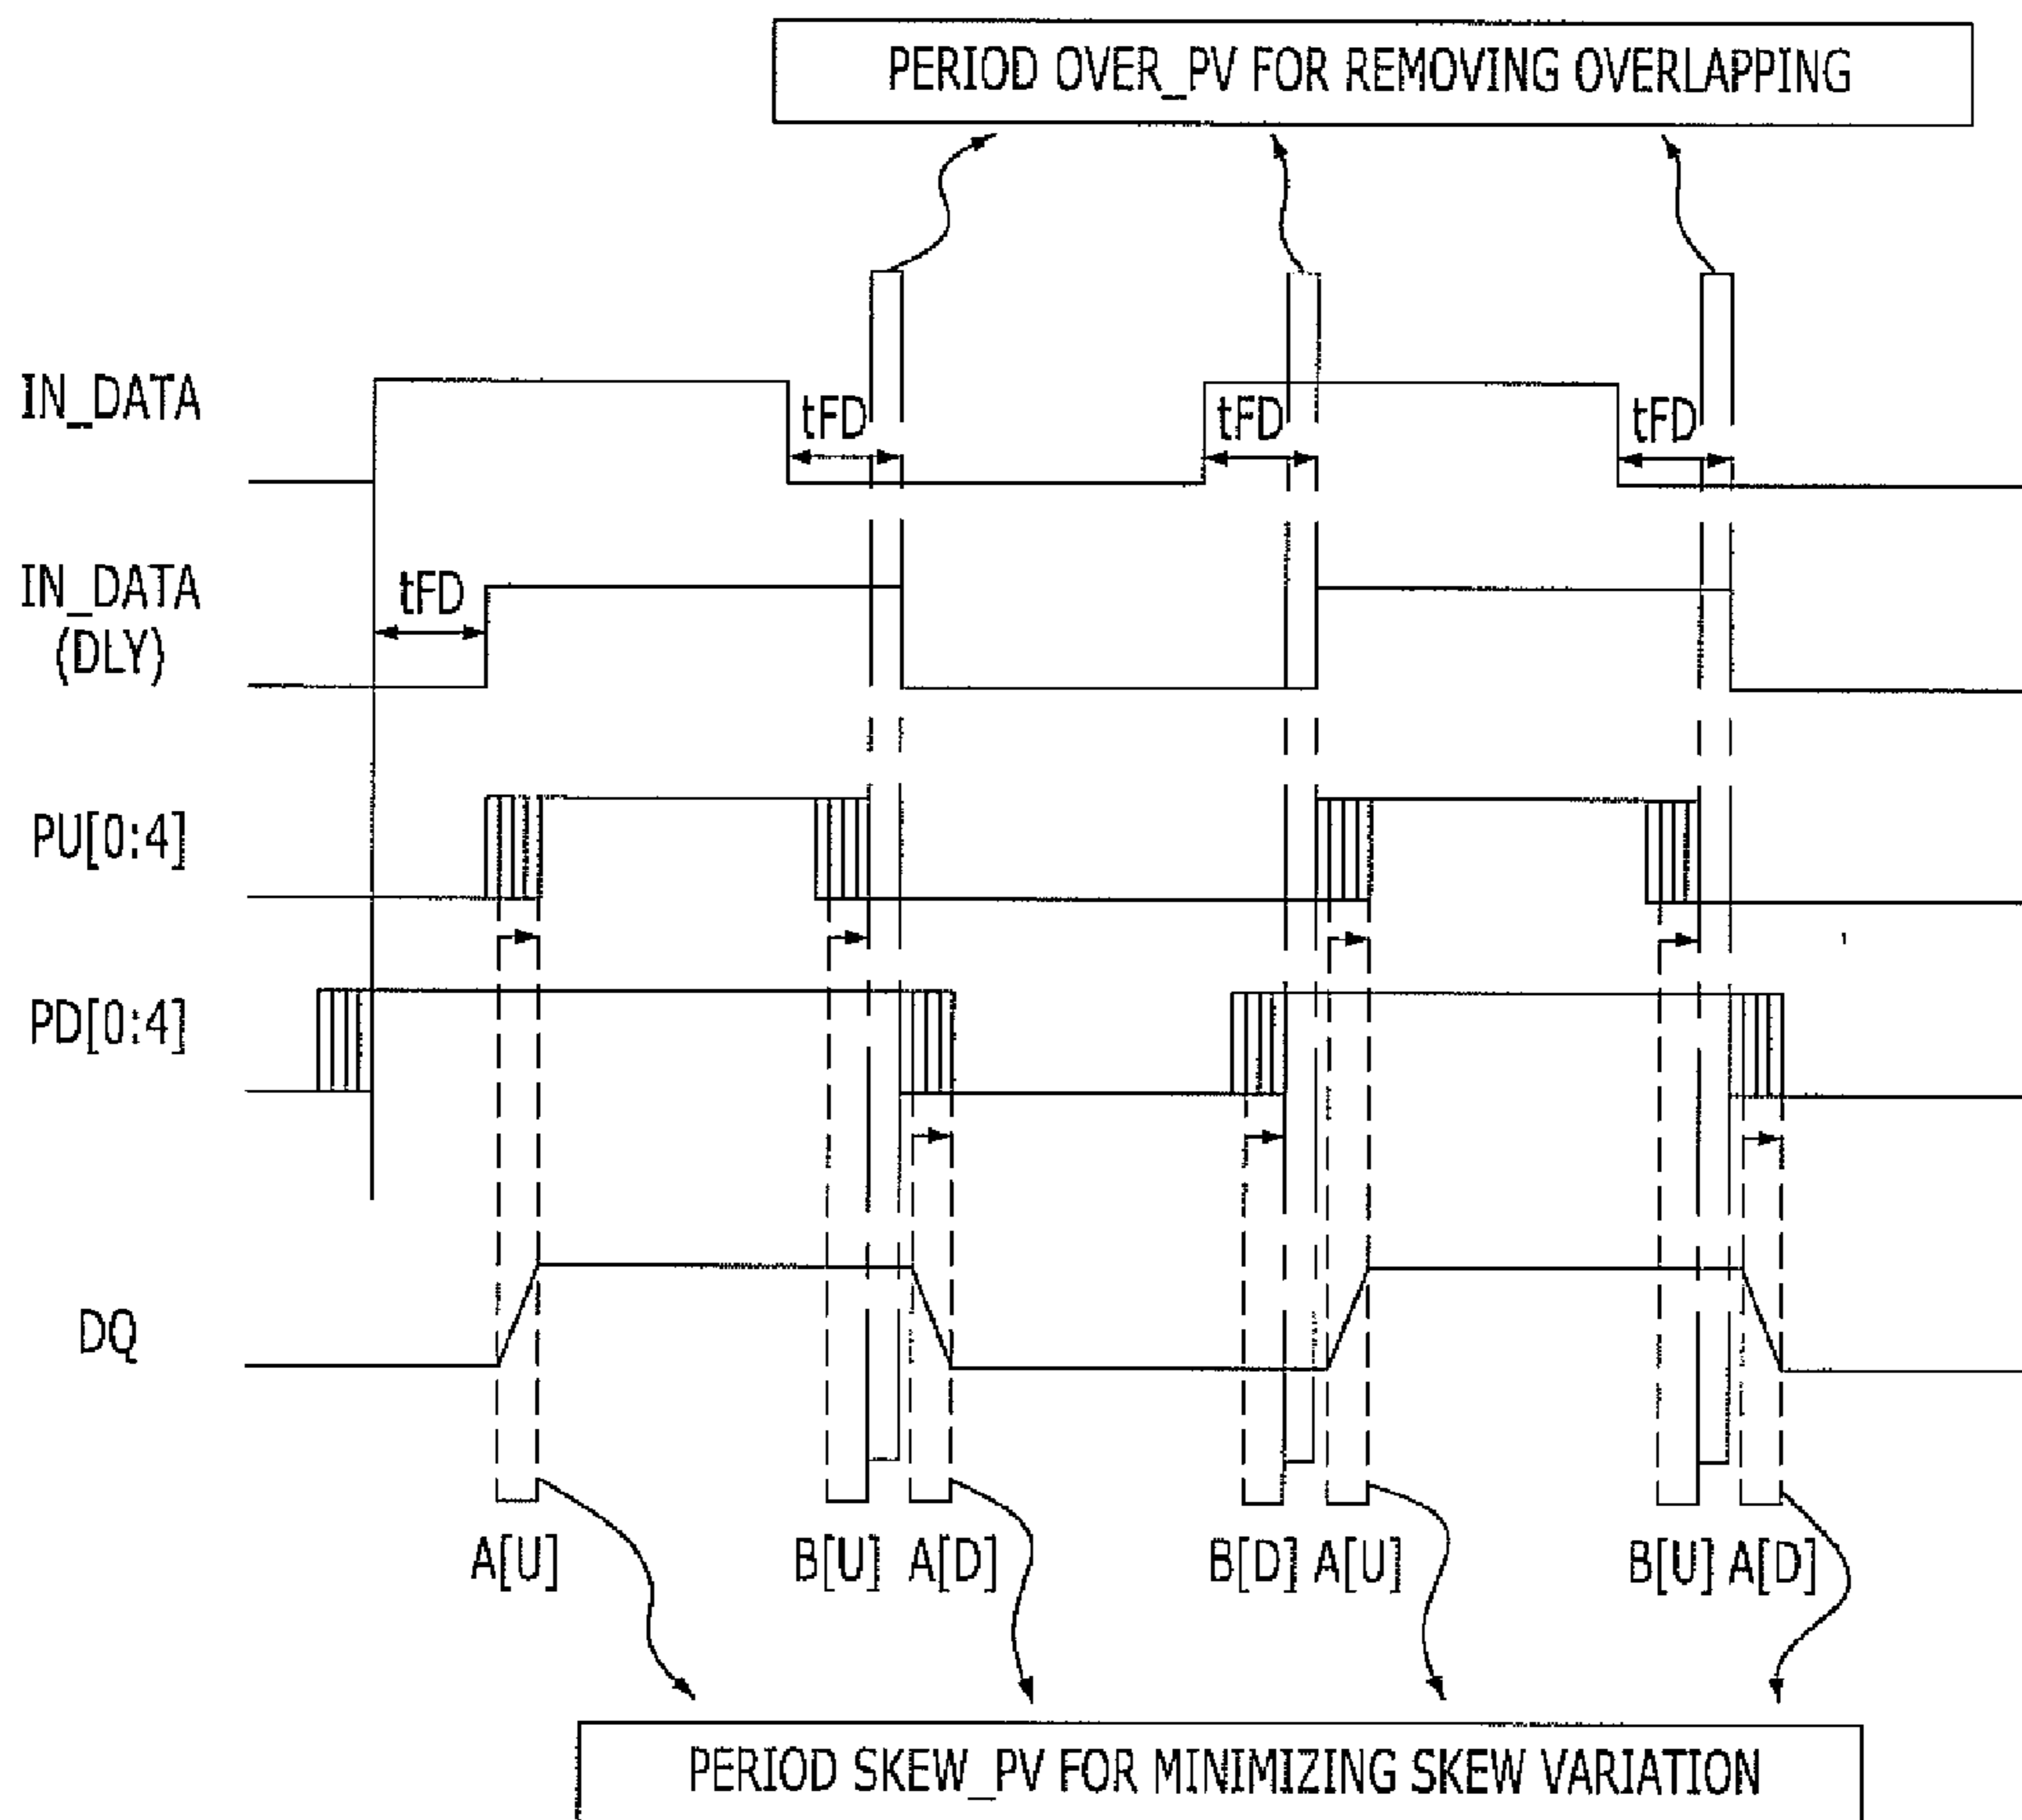 PERIOD OVER_PV FOR REMOVING OVERLAPPING
IN_DATA
tFD
tFD
tFD
IN_DATA
(DLY)
tFD
PU[0:4]
PD[0:4]
DQ
A[U]
B[U]
A[D]
B[D]
A[U]
B[U]
A[D]
PERIOD SKEW_PV FOR MINIMIZING SKEW VARIATION